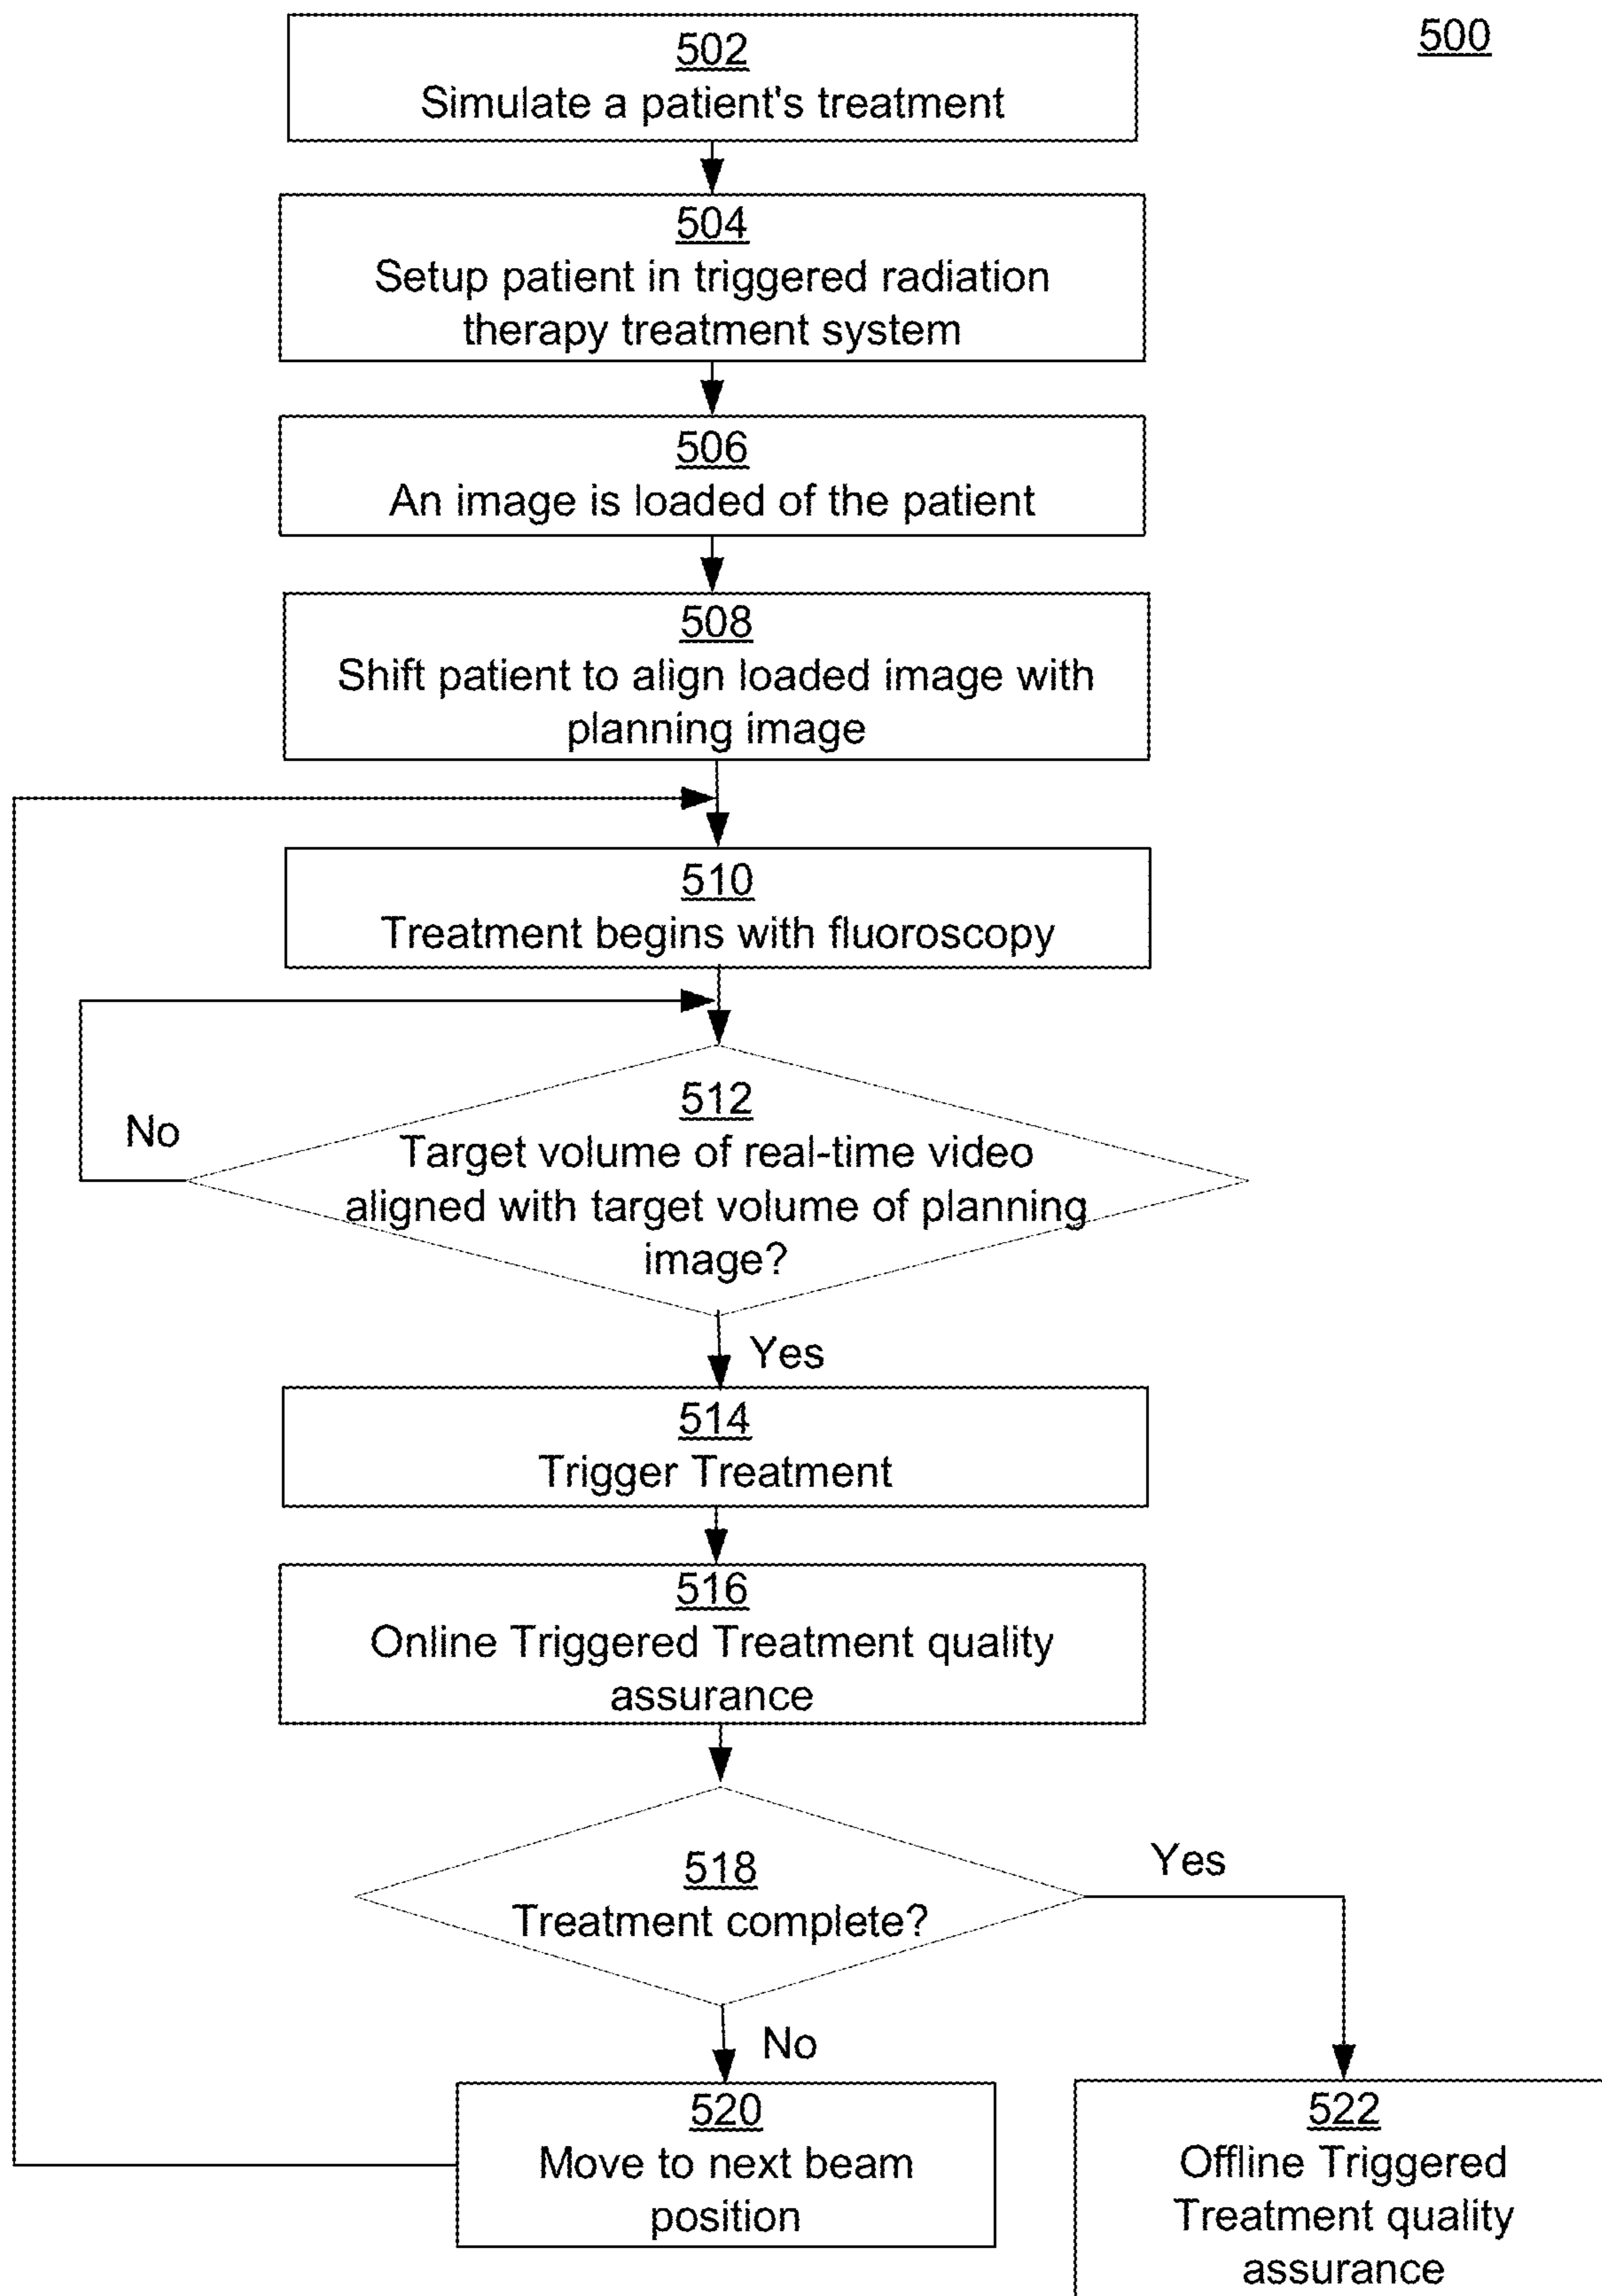 500
502
Simulate a patient's treatment
504
Setup patient in triggered radiation
therapy treatment system
506
An image is loaded of the patient
508
Shift patient to align loaded image with
planning image
510
Treatment begins with fluoroscopy
512
Target volume of real-time video
aligned with target volume of planning
image?
No
Yes
514
Trigger Treatment
516
Online Triggered Treatment quality
assurance
518
Treatment complete?
Yes
No
520
Move to next beam
position
522
Offline Triggered
Treatment quality
assurance